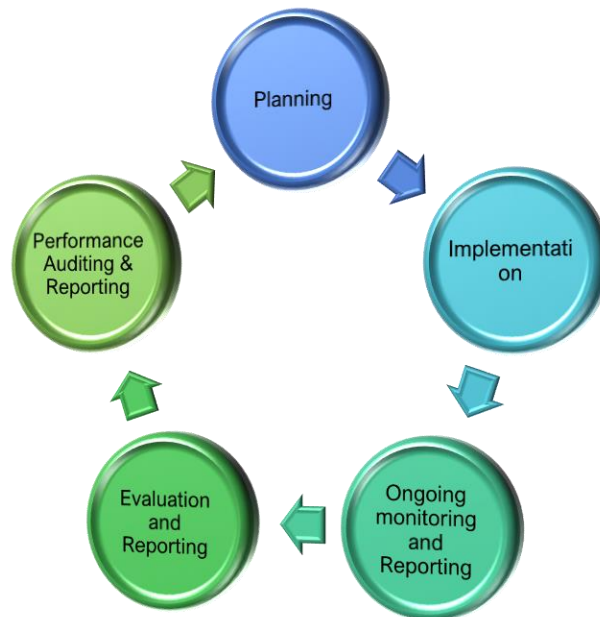 Planning
Implementati
on
Ongoing
monitoring
and
Reporting
Evaluation
and
Reporting
Performance
Auditing &
Reporting